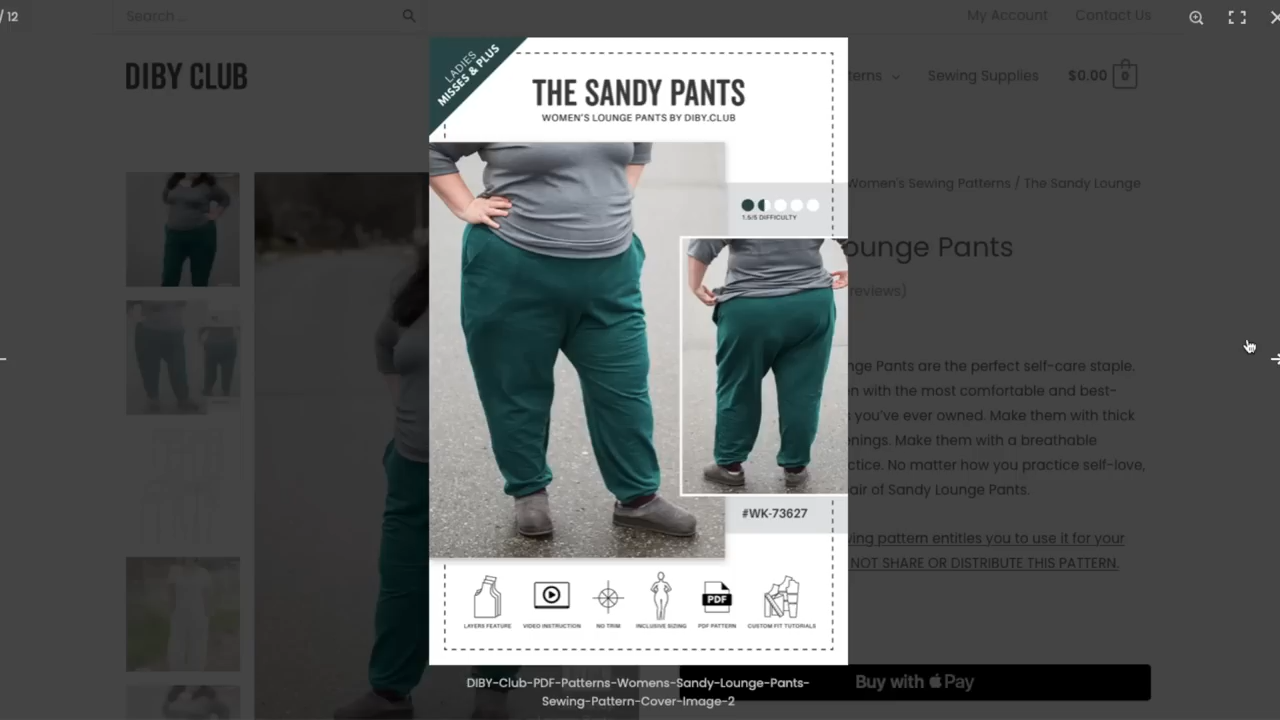 / 12
Search ...
My Account
Contact Us
DIBY CLUB
terns
Sewing Supplies
$0.00
0
LADIES
MISSES & PLUS
THE SANDY PANTS
WOMEN'S LOUNGE PANTS BY DIBY.CLUB
1.5/5 DIFFICULTY
#WK-73627
LAYERS FEATURE
VIDEO INSTRUCTION
NO TRIM
INCLUSIVE SIZING
PDF
PDF PATTERN
CUSTOM FIT TUTORIALS
Women's Sewing Patterns / The Sandy Lounge
ounge Pants
reviews)
nge Pants are the perfect self-care staple.
n with the most comfortable and best-
you've ever owned. Make them with thick
enings. Make them with a breathable
ctice. No matter how you practice self-love,
air of Sandy Lounge Pants.
ving pattern entitles you to use it for your
NOT SHARE OR DISTRIBUTE THIS PATTERN.
Buy with Pay
DIBY-Club-PDF-Patterns-Womens-Sandy-Lounge-Pants-
Sewing-Pattern-Cover-Image-2